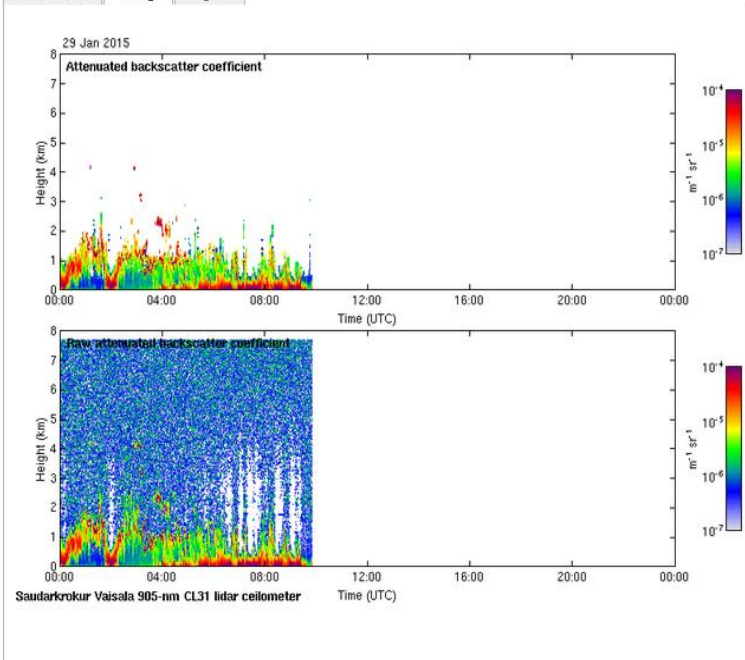 29 Jan 2015
Attenuated backscatter coefficient
8
7
6
5
4
3
2
1
0
Height (km)
00:00 04:00 08:00 12:00 16:00 20:00 00:00
Time (UTC)
10⁻⁴
10⁻⁵
10⁻⁶
10⁻⁷
m⁻¹ sr⁻¹
Raw attenuated backscatter coefficient
8
7
6
5
4
3
2
1
0
Height (km)
00:00 04:00 08:00 12:00 16:00 20:00 00:00
Time (UTC)
10⁻⁴
10⁻⁵
10⁻⁶
10⁻⁷
m⁻¹ sr⁻¹
Saudarkrokur Vaisala 905-nm CL31 lidar ceilometer